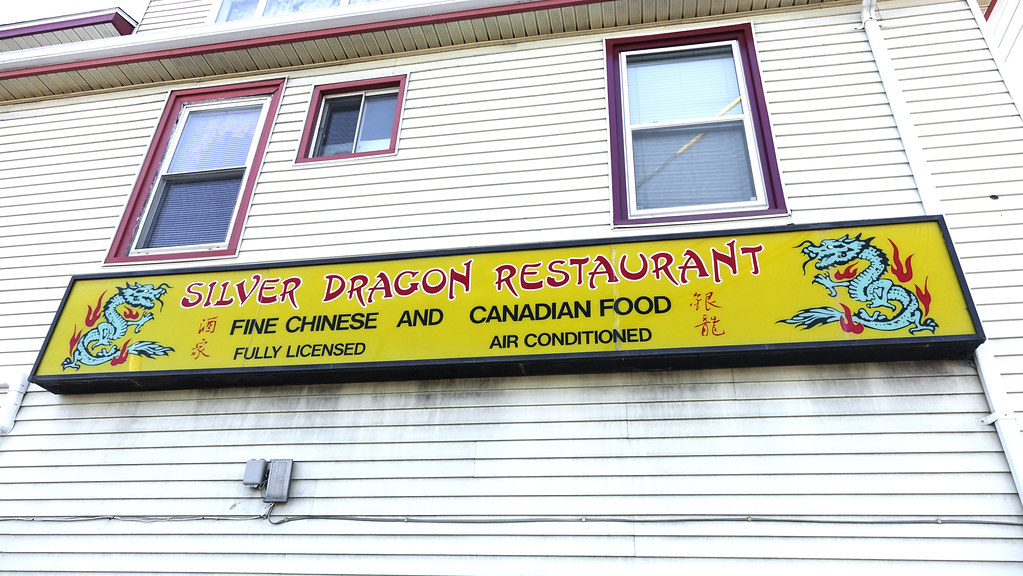 SILVER DRAGON RESTAURANT
FINE CHINESE AND CANADIAN FOOD
FULLY LICENSED AIR CONDITIONED
銀龍
酒家